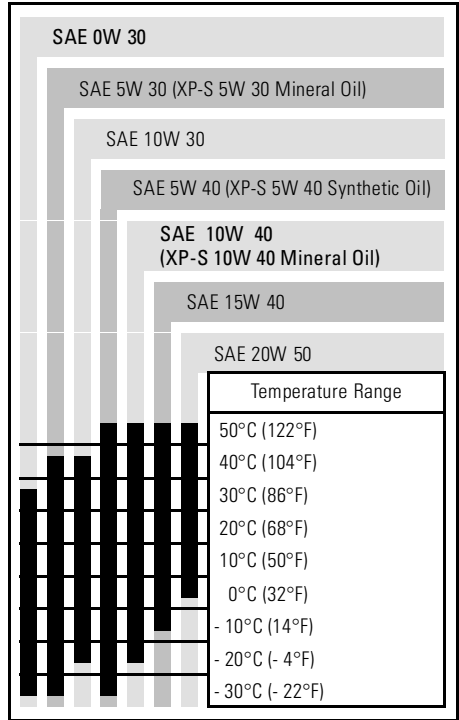 SAE 0W 30
SAE 5W 30 (XP-S 5W 30 Mineral Oil)
SAE 10W 30
SAE 5W 40 (XP-S 5W 40 Synthetic Oil)
SAE 10W 40
(XP-S 10W 40 Mineral Oil)
SAE 15W 40
SAE 20W 50
Temperature Range
50°C (122°F)
40°C (104°F)
30°C (86°F)
20°C (68°F)
10°C (50°F)
0°C (32°F)
- 10°C (14°F)
- 20°C (- 4°F)
- 30°C (- 22°F)